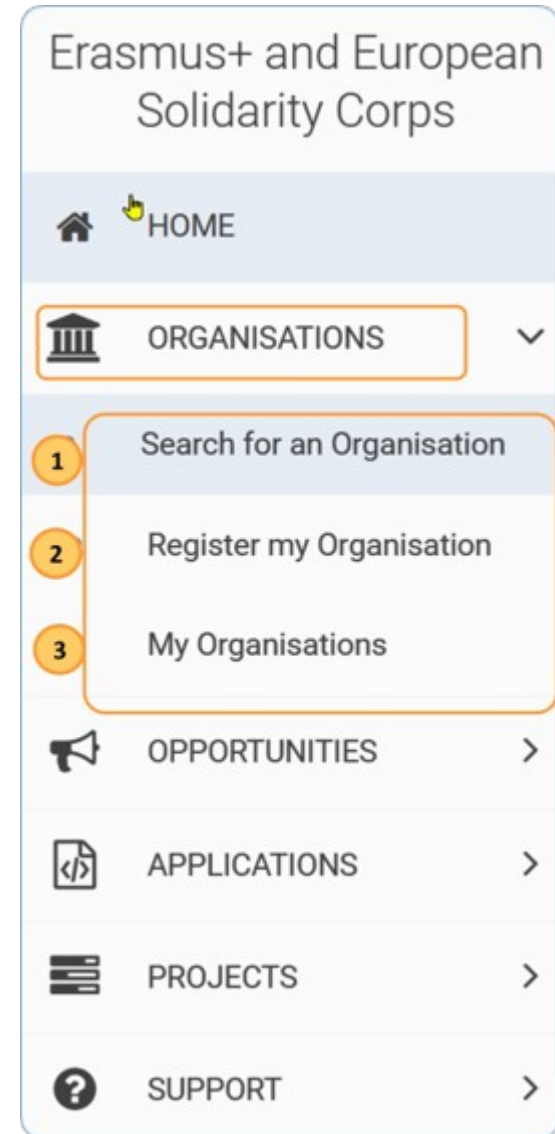 Erasmus+ and European
Solidarity Corps
HOME
ORGANISATIONS
1 Search for an Organisation
2 Register my Organisation
3 My Organisations
OPPORTUNITIES
APPLICATIONS
PROJECTS
SUPPORT